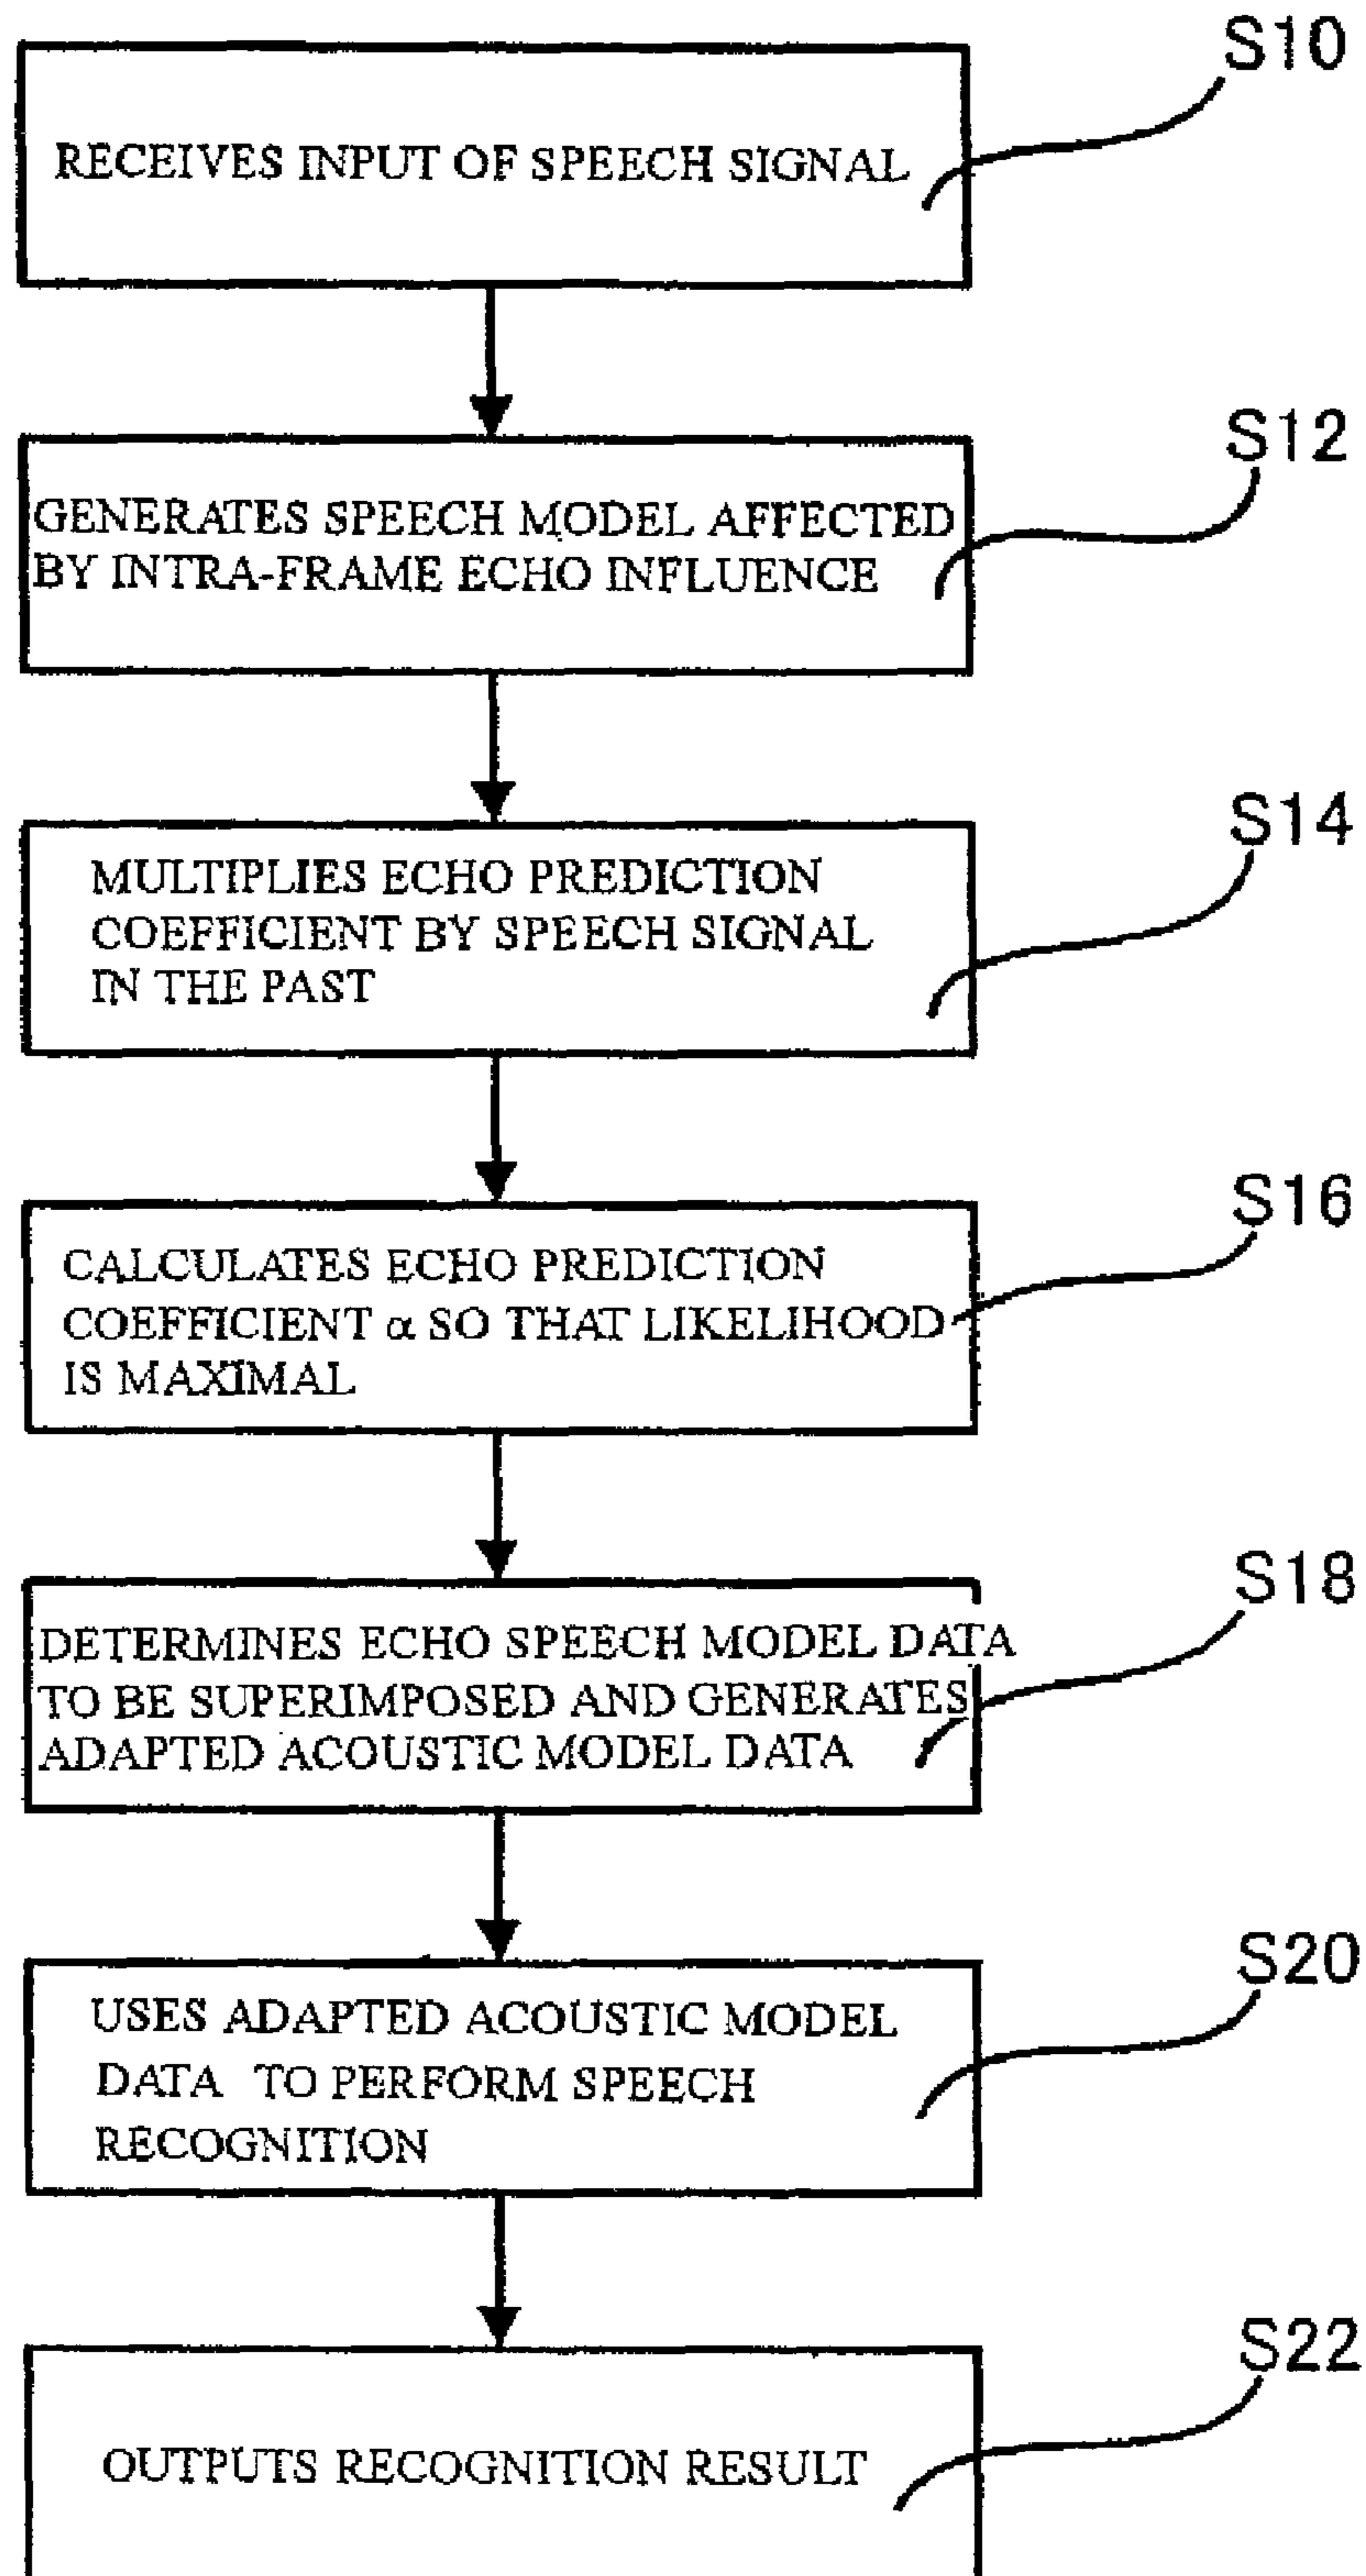 S10
RECEIVES INPUT OF SPEECH SIGNAL
S12
GENERATES SPEECH MODEL AFFECTED
BY INTRA-FRAME ECHO INFLUENCE
S14
MULTIPLIES ECHO PREDICTION
COEFFICIENT BY SPEECH SIGNAL
IN THE PAST
S16
CALCULATES ECHO PREDICTION
COEFFICIENT α SO THAT LIKELIHOOD
IS MAXIMAL
S18
DETERMINES ECHO SPEECH MODEL DATA
TO BE SUPERIMPOSED AND GENERATES
ADAPTED ACOUSTIC MODEL DATA
S20
USES ADAPTED ACOUSTIC MODEL
DATA TO PERFORM SPEECH
RECOGNITION
S22
OUTPUTS RECOGNITION RESULT